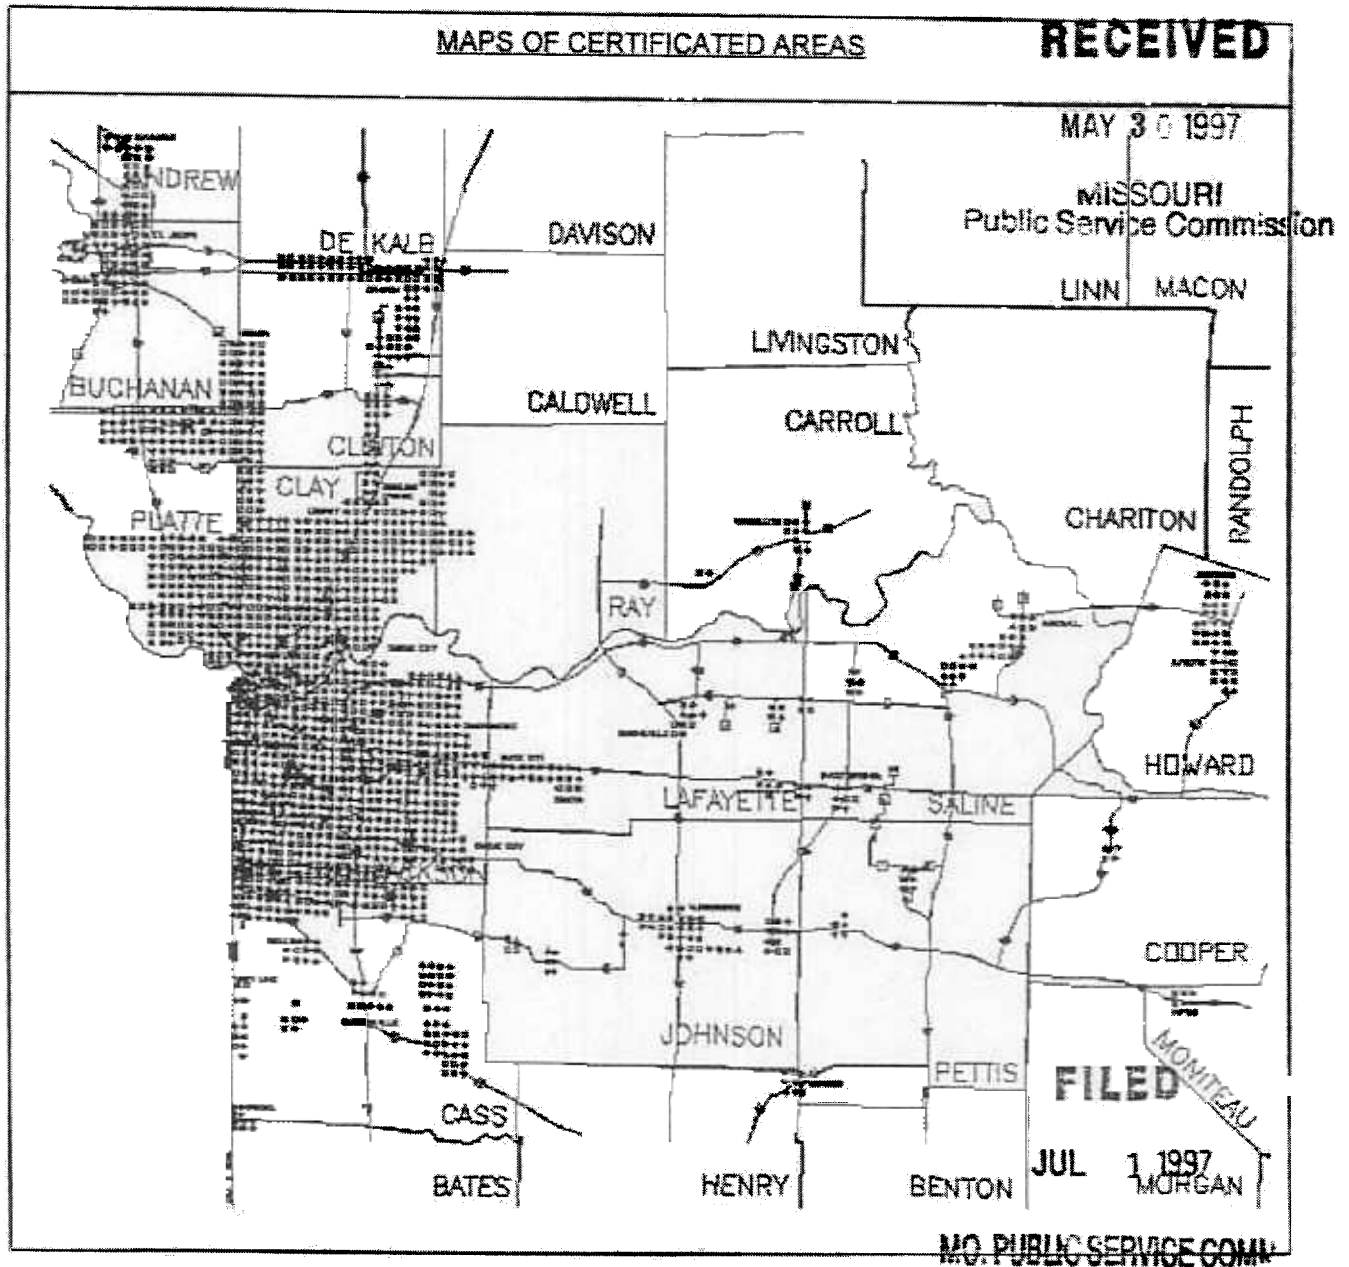 MAPS OF CERTIFICATED AREAS
RECEIVED
MAY 30 1997
MISSOURI
Public Service Commission
ANDREW
DE KALB
DAVISON
LINN
MACON
LIVINGSTON
BUCHANAN
CALDWELL
CARROLL
RANDOLPH
CLINTON
CLAY
PLATTE
CHARITON
RAY
HOWARD
LAFAYETTE
SALINE
JACKSON
COOPER
JOHNSON
PETTIS
MONITEAU
FILED
CASS
JUL 1 1997
BATES
HENRY
BENTON
MORGAN
MO. PUBLIC SERVICE COMM